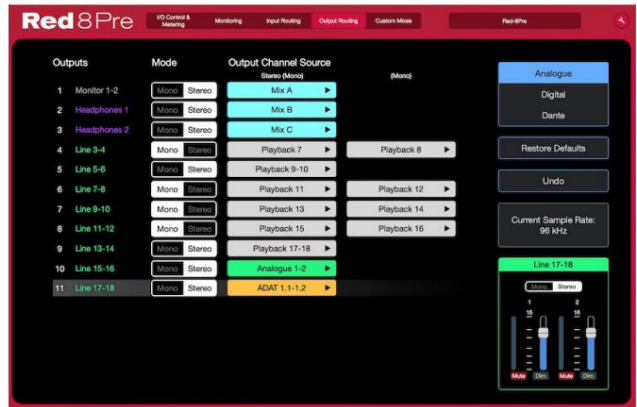 Red 8Pre
I/O Control & Metering
Monitoring
Input Routing
Output Routing
Custom Mixes
Red-8Pre
Outputs Mode Output Channel Source
Stereo (Mono) (Mono)
1 Monitor 1-2 Mono Stereo Mix A
2 Headphones 1 Mono Stereo Mix B
3 Headphones 2 Mono Stereo Mix C
4 Line 3-4 Mono Stereo Playback 7 Playback 8
5 Line 5-6 Mono Stereo Playback 9-10
6 Line 7-8 Mono Stereo Playback 11 Playback 12
7 Line 9-10 Mono Stereo Playback 13 Playback 14
8 Line 11-12 Mono Stereo Playback 15 Playback 16
9 Line 13-14 Mono Stereo Playback 17-18
10 Line 15-16 Mono Stereo Analogue 1-2
11 Line 17-18 Mono Stereo ADAT 1.1-1.2
Analogue
Digital
Dante
Restore Defaults
Undo
Current Sample Rate:
96 kHz
Line 17-18
Mono Stereo
1 2
15 15
Mute Dim Mute Dim